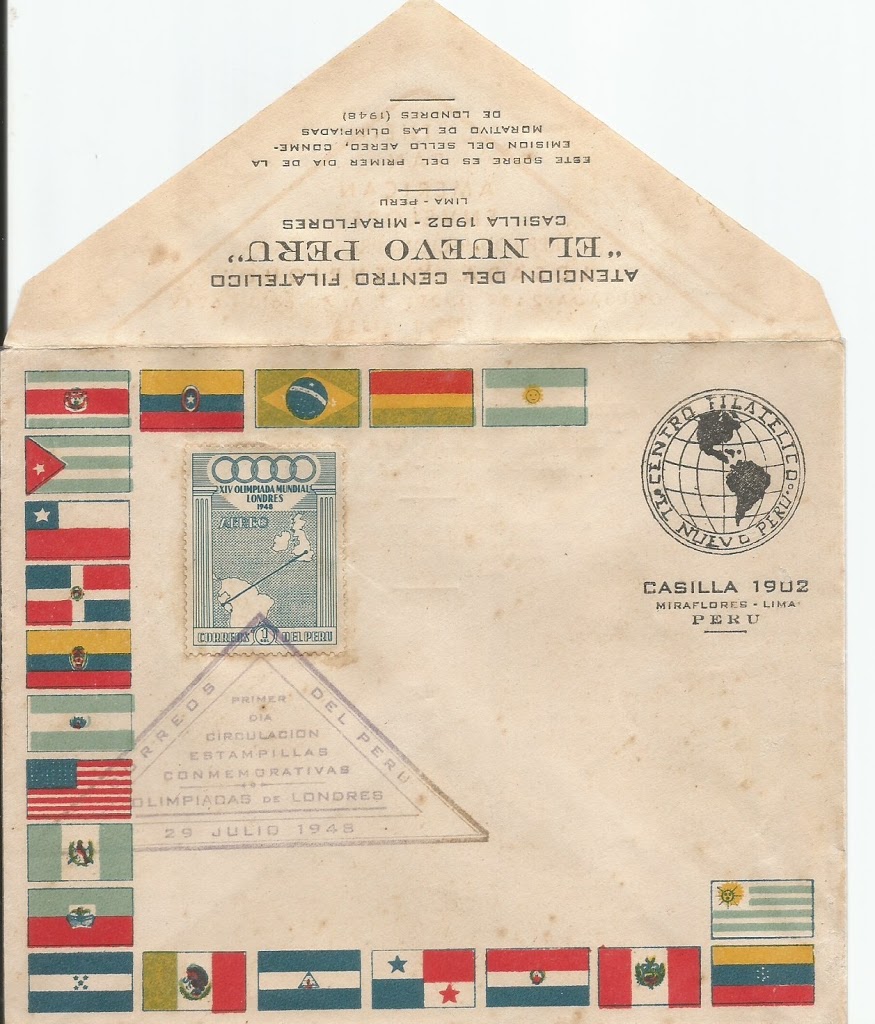 ATENCION DEL CENTRO FILATELICO
"EL NUEVO PERU"
CASILLA 1902 - MIRAFLORES
LIMA - PERU
ESTE SOBRE ES DEL PRIMER DIA DE LA
EMISION DEL SELLO AEREO, CONME-
MORATIVO DE LAS OLIMPIADAS
DE LONDRES (1948)
CENTRO FILATELICO
"EL NUEVO PERU"
CASILLA 1902
MIRAFLORES - LIMA
PERU
XIV OLIMPIADA MUNDIAL
LONDRES
1948
AEREO
CORREOS 1 DEL PERU
CORREOS DEL PERU
PRIMER
DIA
CIRCULACION
ESTAMPILLAS
CONMEMORATIVAS
OLIMPIADAS DE LONDRES
29 JULIO 1948